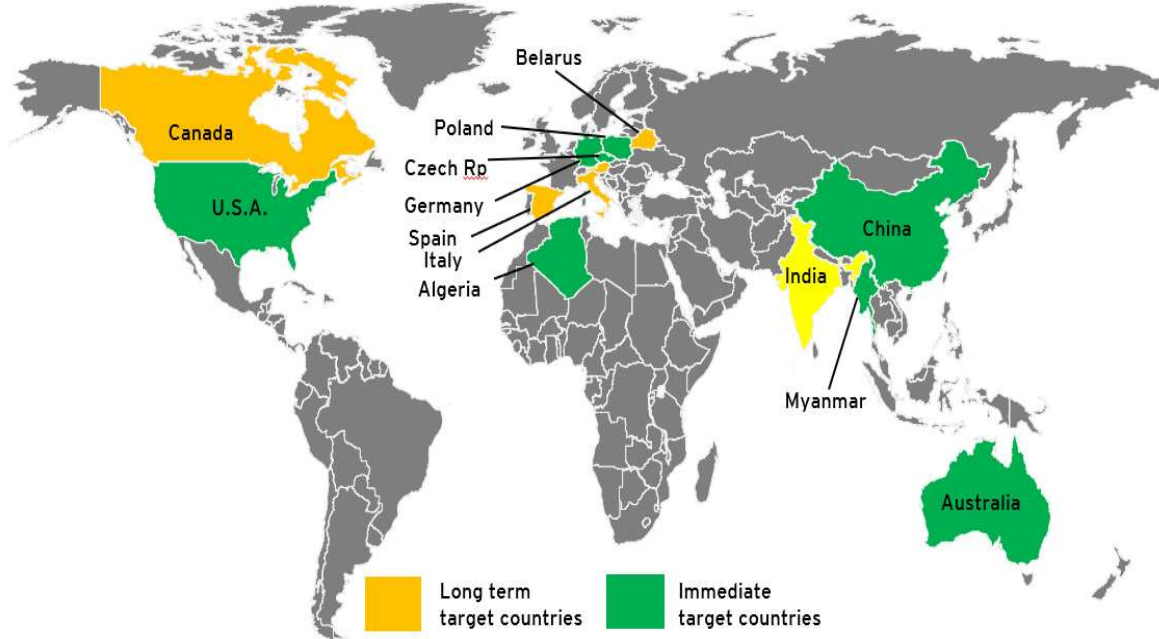 Belarus
Poland
Canada
Czech Rp
Germany
U.S.A.
Spain
Italy
China
Algeria
India
Myanmar
Australia
Long term
target countries
Immediate
target countries